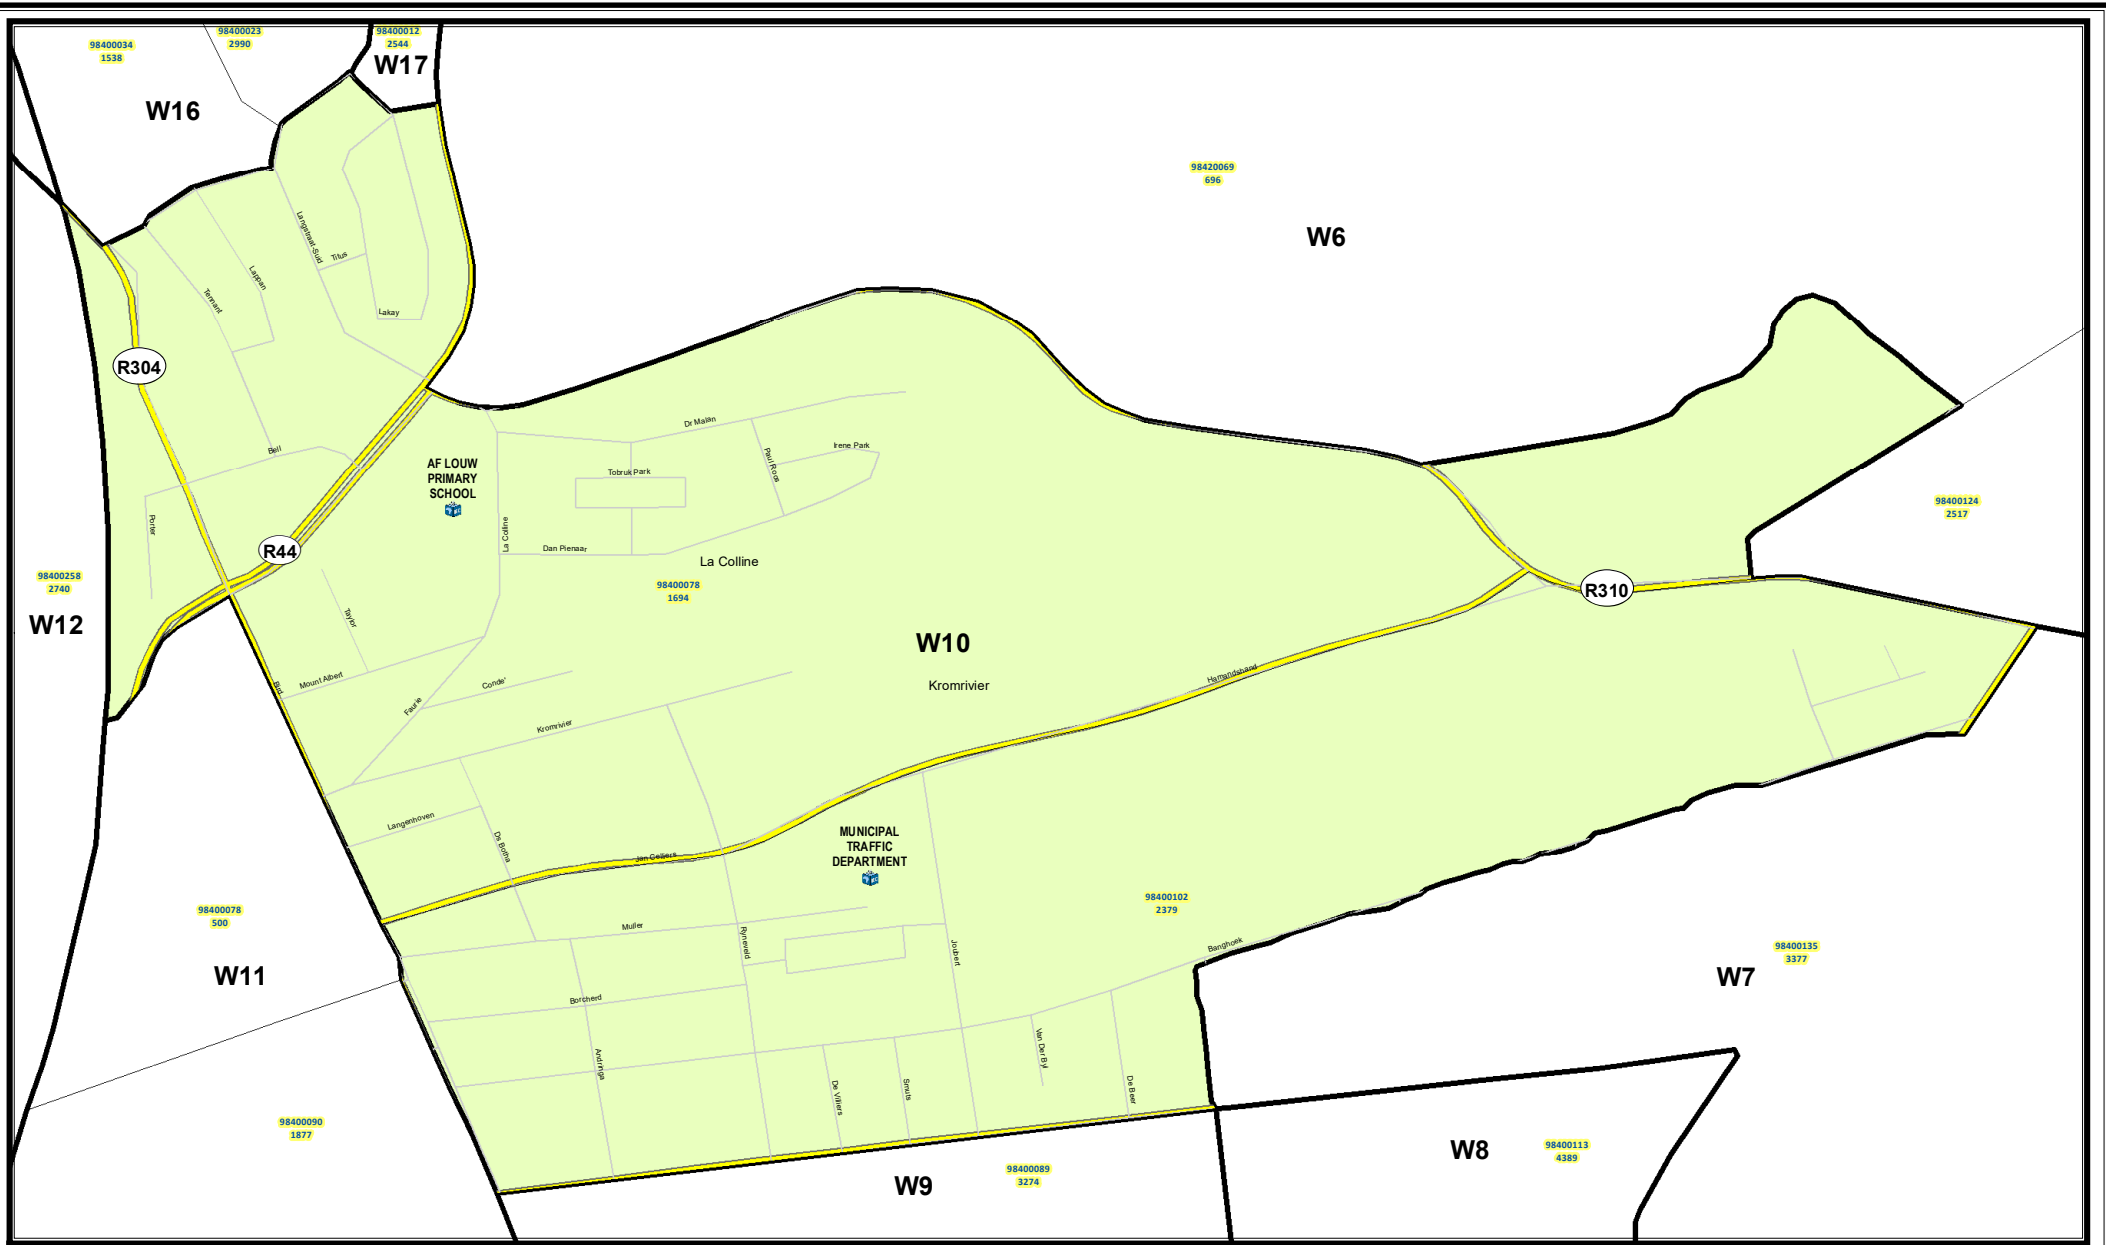 98400034
1538
98400023
2990
98400012
2544
W17
W16
98420069
696
W6
Langstraat-Suid
Titus
Lappan
Tennant
Lakay
R304
Dr Malan
Irene Park
Paul Roos
Tobruk Park
Bell
AF LOUW
PRIMARY
SCHOOL
98400124
2517
Porter
La Colline
R44
Dan Pienaar
La Colline
98400258
2740
98400078
1694
R310
W12
Taylor
W10
Kromrivier
Hamandshand
Mount Albert
Bird
Conde'
Faurie
Kromrivier
Langenhoven
Ds Botha
Jan Celliers
MUNICIPAL
TRAFFIC
DEPARTMENT
98400102
2379
98400078
500
Muller
Ryneveld
Joubert
Banghoek
98400135
3377
W11
W7
Borcherd
Andringa
Van Der Byl
De Villiers
Smuts
De Beer
98400090
1877
W8
98400113
4389
98400089
3274
W9